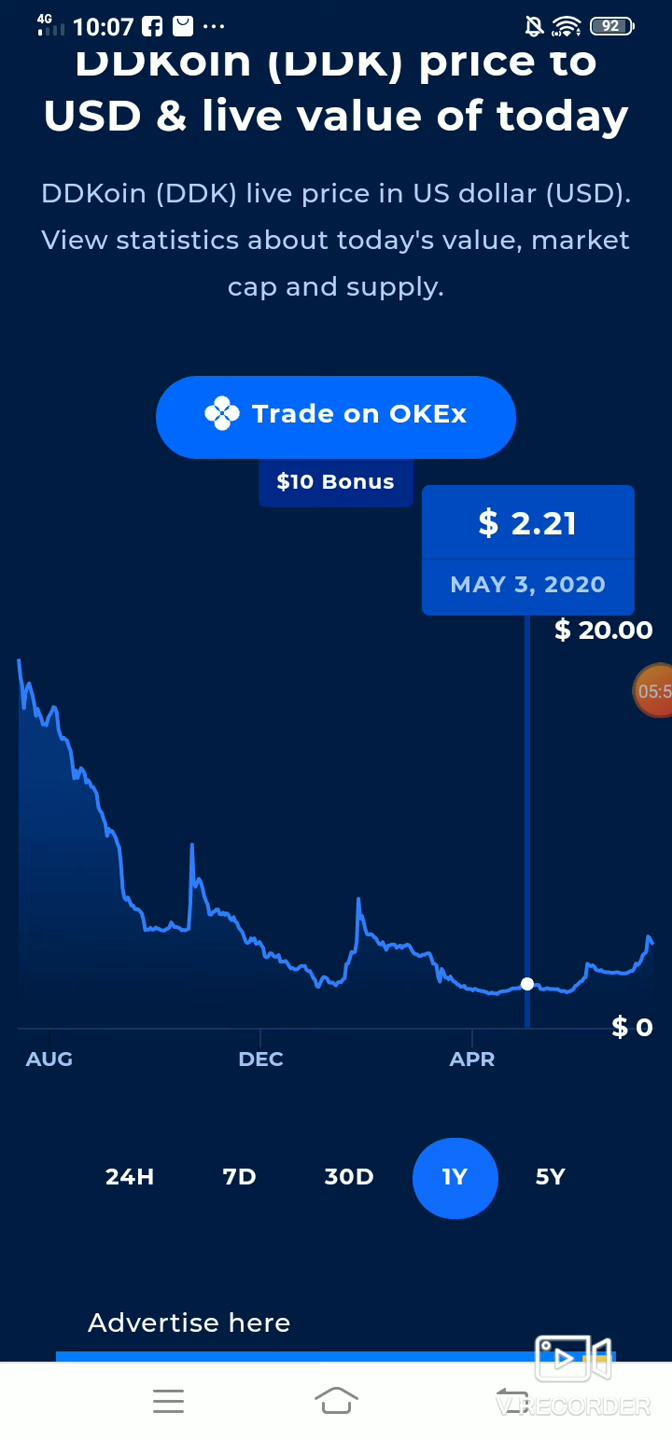 4G 10:07 92
DDKoin (DDK) price to
USD & live value of today
DDKoin (DDK) live price in US dollar (USD).
View statistics about today's value, market
cap and supply.
Trade on OKEx
$10 Bonus
$ 2.21
MAY 3, 2020
$ 20.00
05:5
$ 0
AUG DEC APR
24H 7D 30D 1Y 5Y
Advertise here
V RECORDER